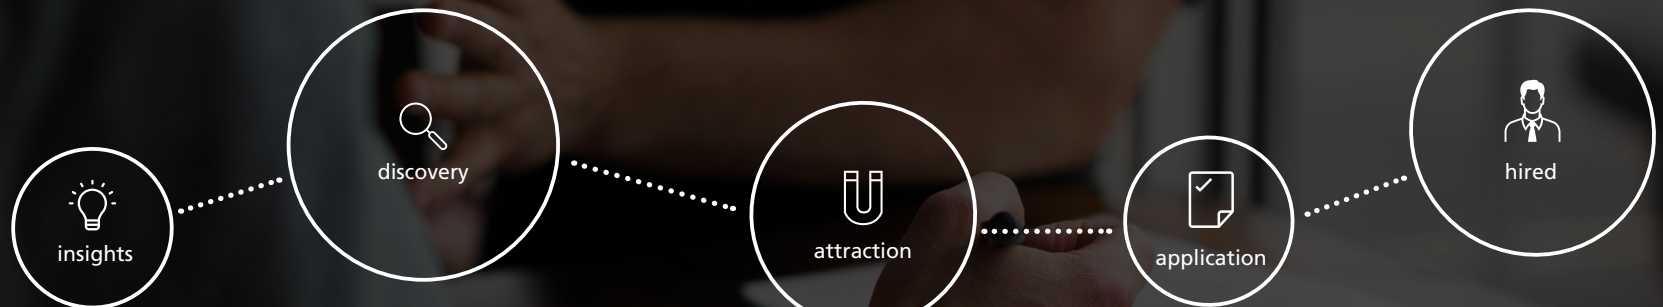 insights
discovery
attraction
application
hired